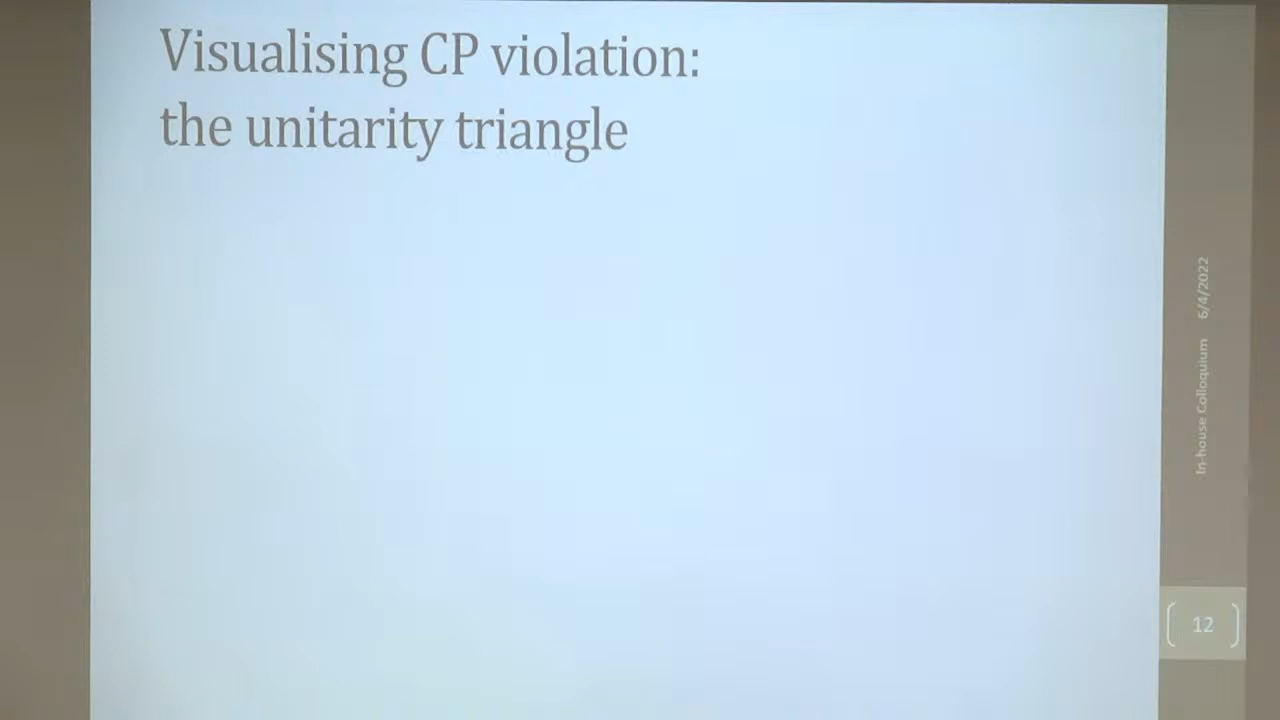 Visualising CP violation:
the unitarity triangle
In-house Colloquium 6/4/2022
12